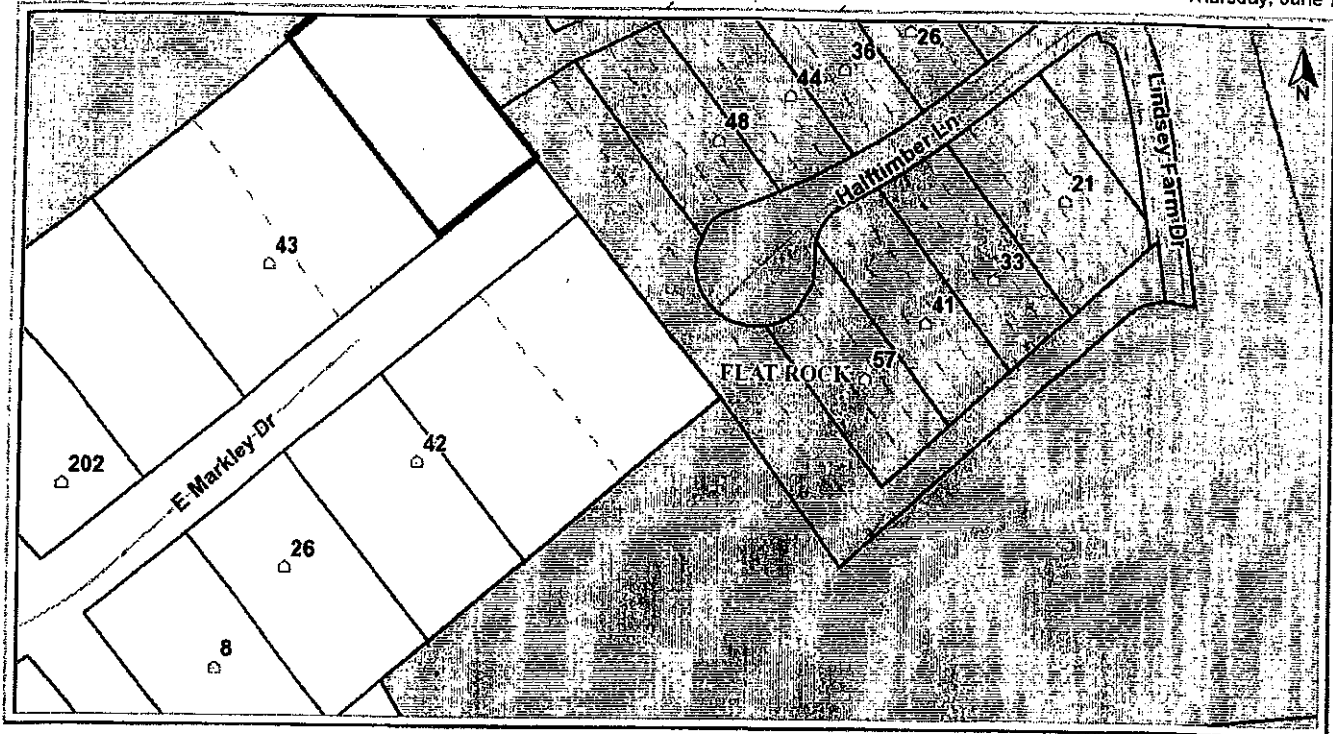 Thursday, June
26
36
44
N
48
Halftimber Ln
Lindsey Farm Dr
21
43
33
41
FLAT ROCK
57
42
202
E Markley Dr
26
8